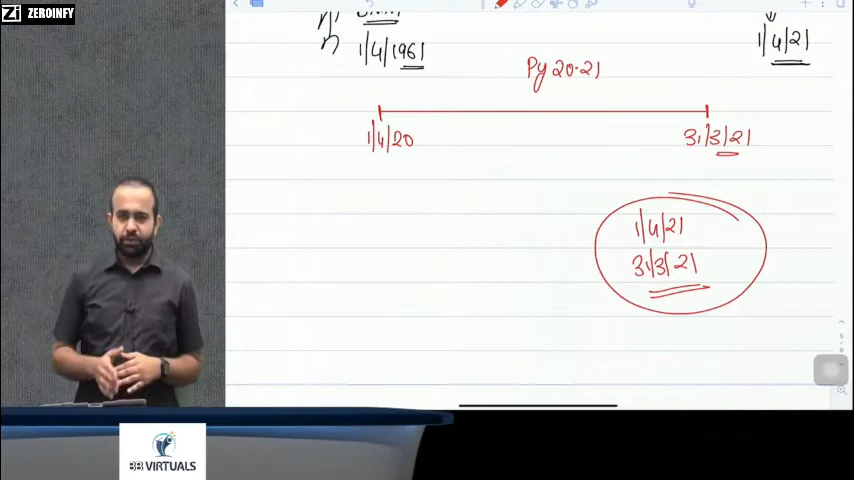 Zi ZEROINFY
1/4/1961
1/4/21
Py 20-21
1/4/20
31/3/21
1/4/21
31/3/21
BB VIRTUALS